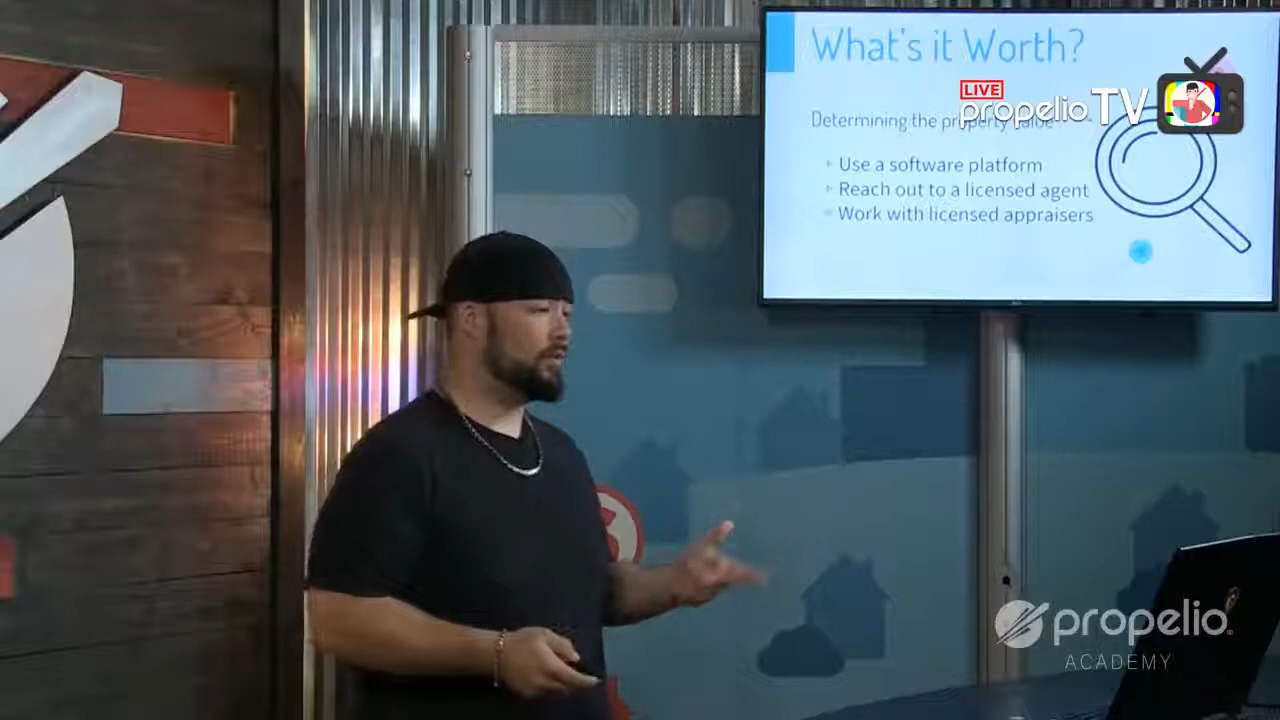 What's it Worth?
LIVE
propelio TV
Determining the property value
Use a software platform
Reach out to a licensed agent
Work with licensed appraisers
propelio
ACADEMY